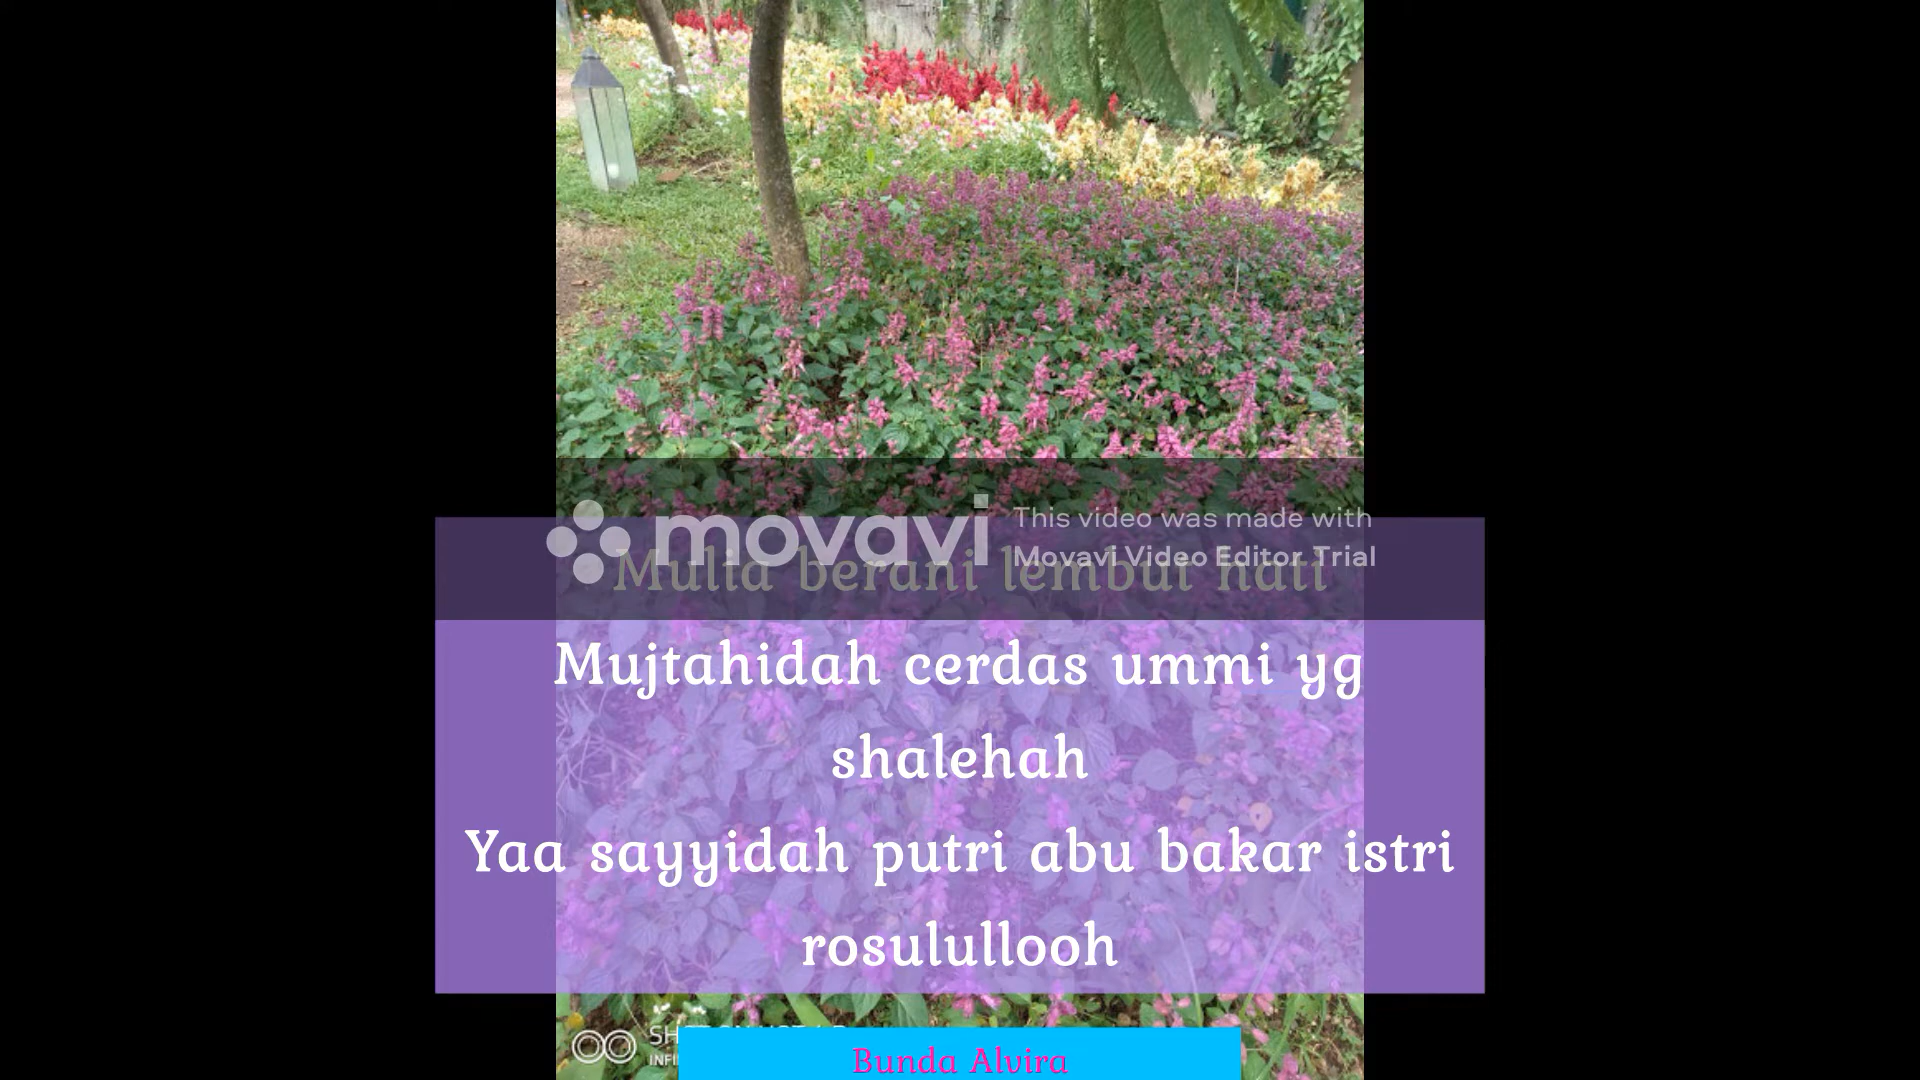 movavi
This video was made with
Movavi Video Editor Trial
Mulia berani lembut hati
Mujtahidah cerdas ummi yg
shalehah
Yaa sayyidah putri abu bakar istri
rosulullooh
Bunda Alvira